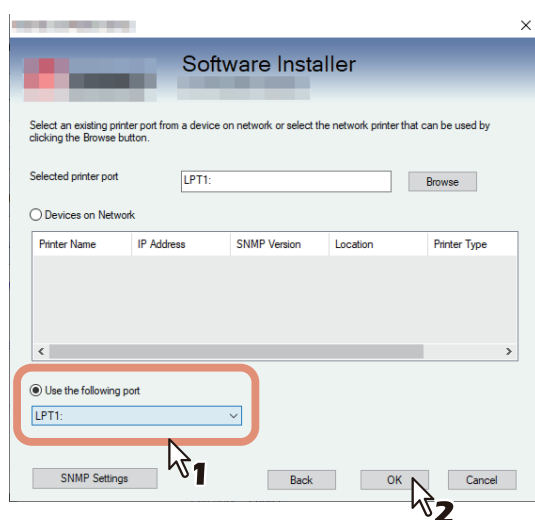 Software Installer
Select an existing printer port from a device on network or select the network printer that can be used by
clicking the Browse button.
Selected printer port LPT1: Browse
Devices on Network
Printer Name IP Address SNMP Version Location Printer Type
Use the following port
LPT1:
1
SNMP Settings Back OK Cancel
2